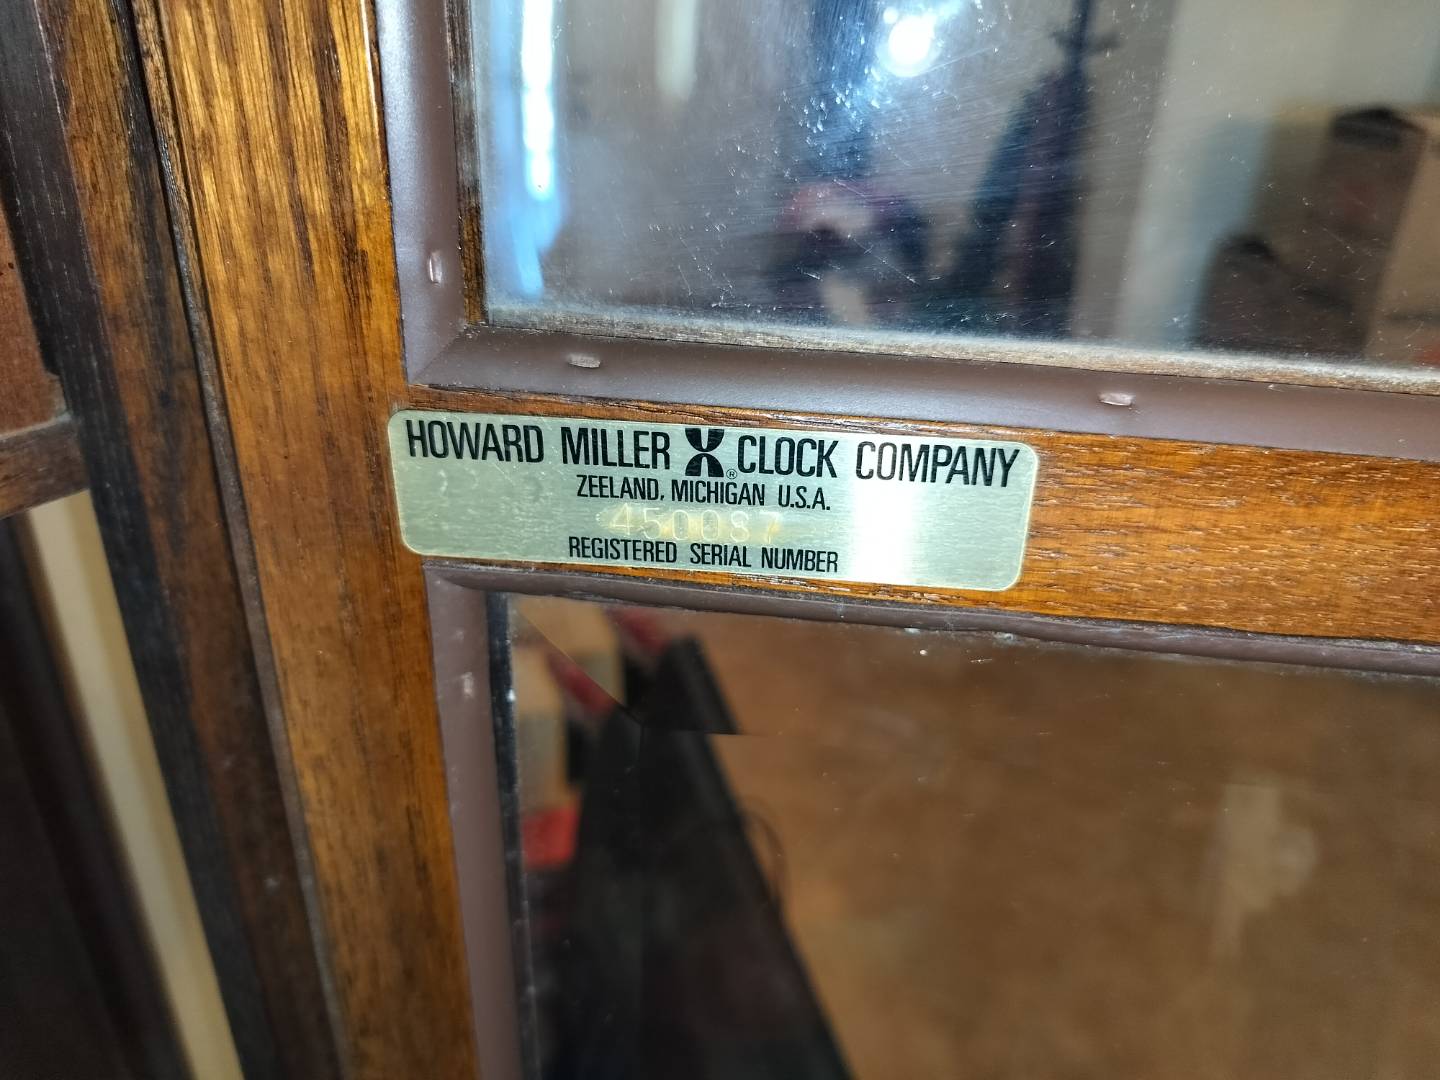 HOWARD MILLER ® CLOCK COMPANY
ZEELAND, MICHIGAN U.S.A.
450087
REGISTERED SERIAL NUMBER